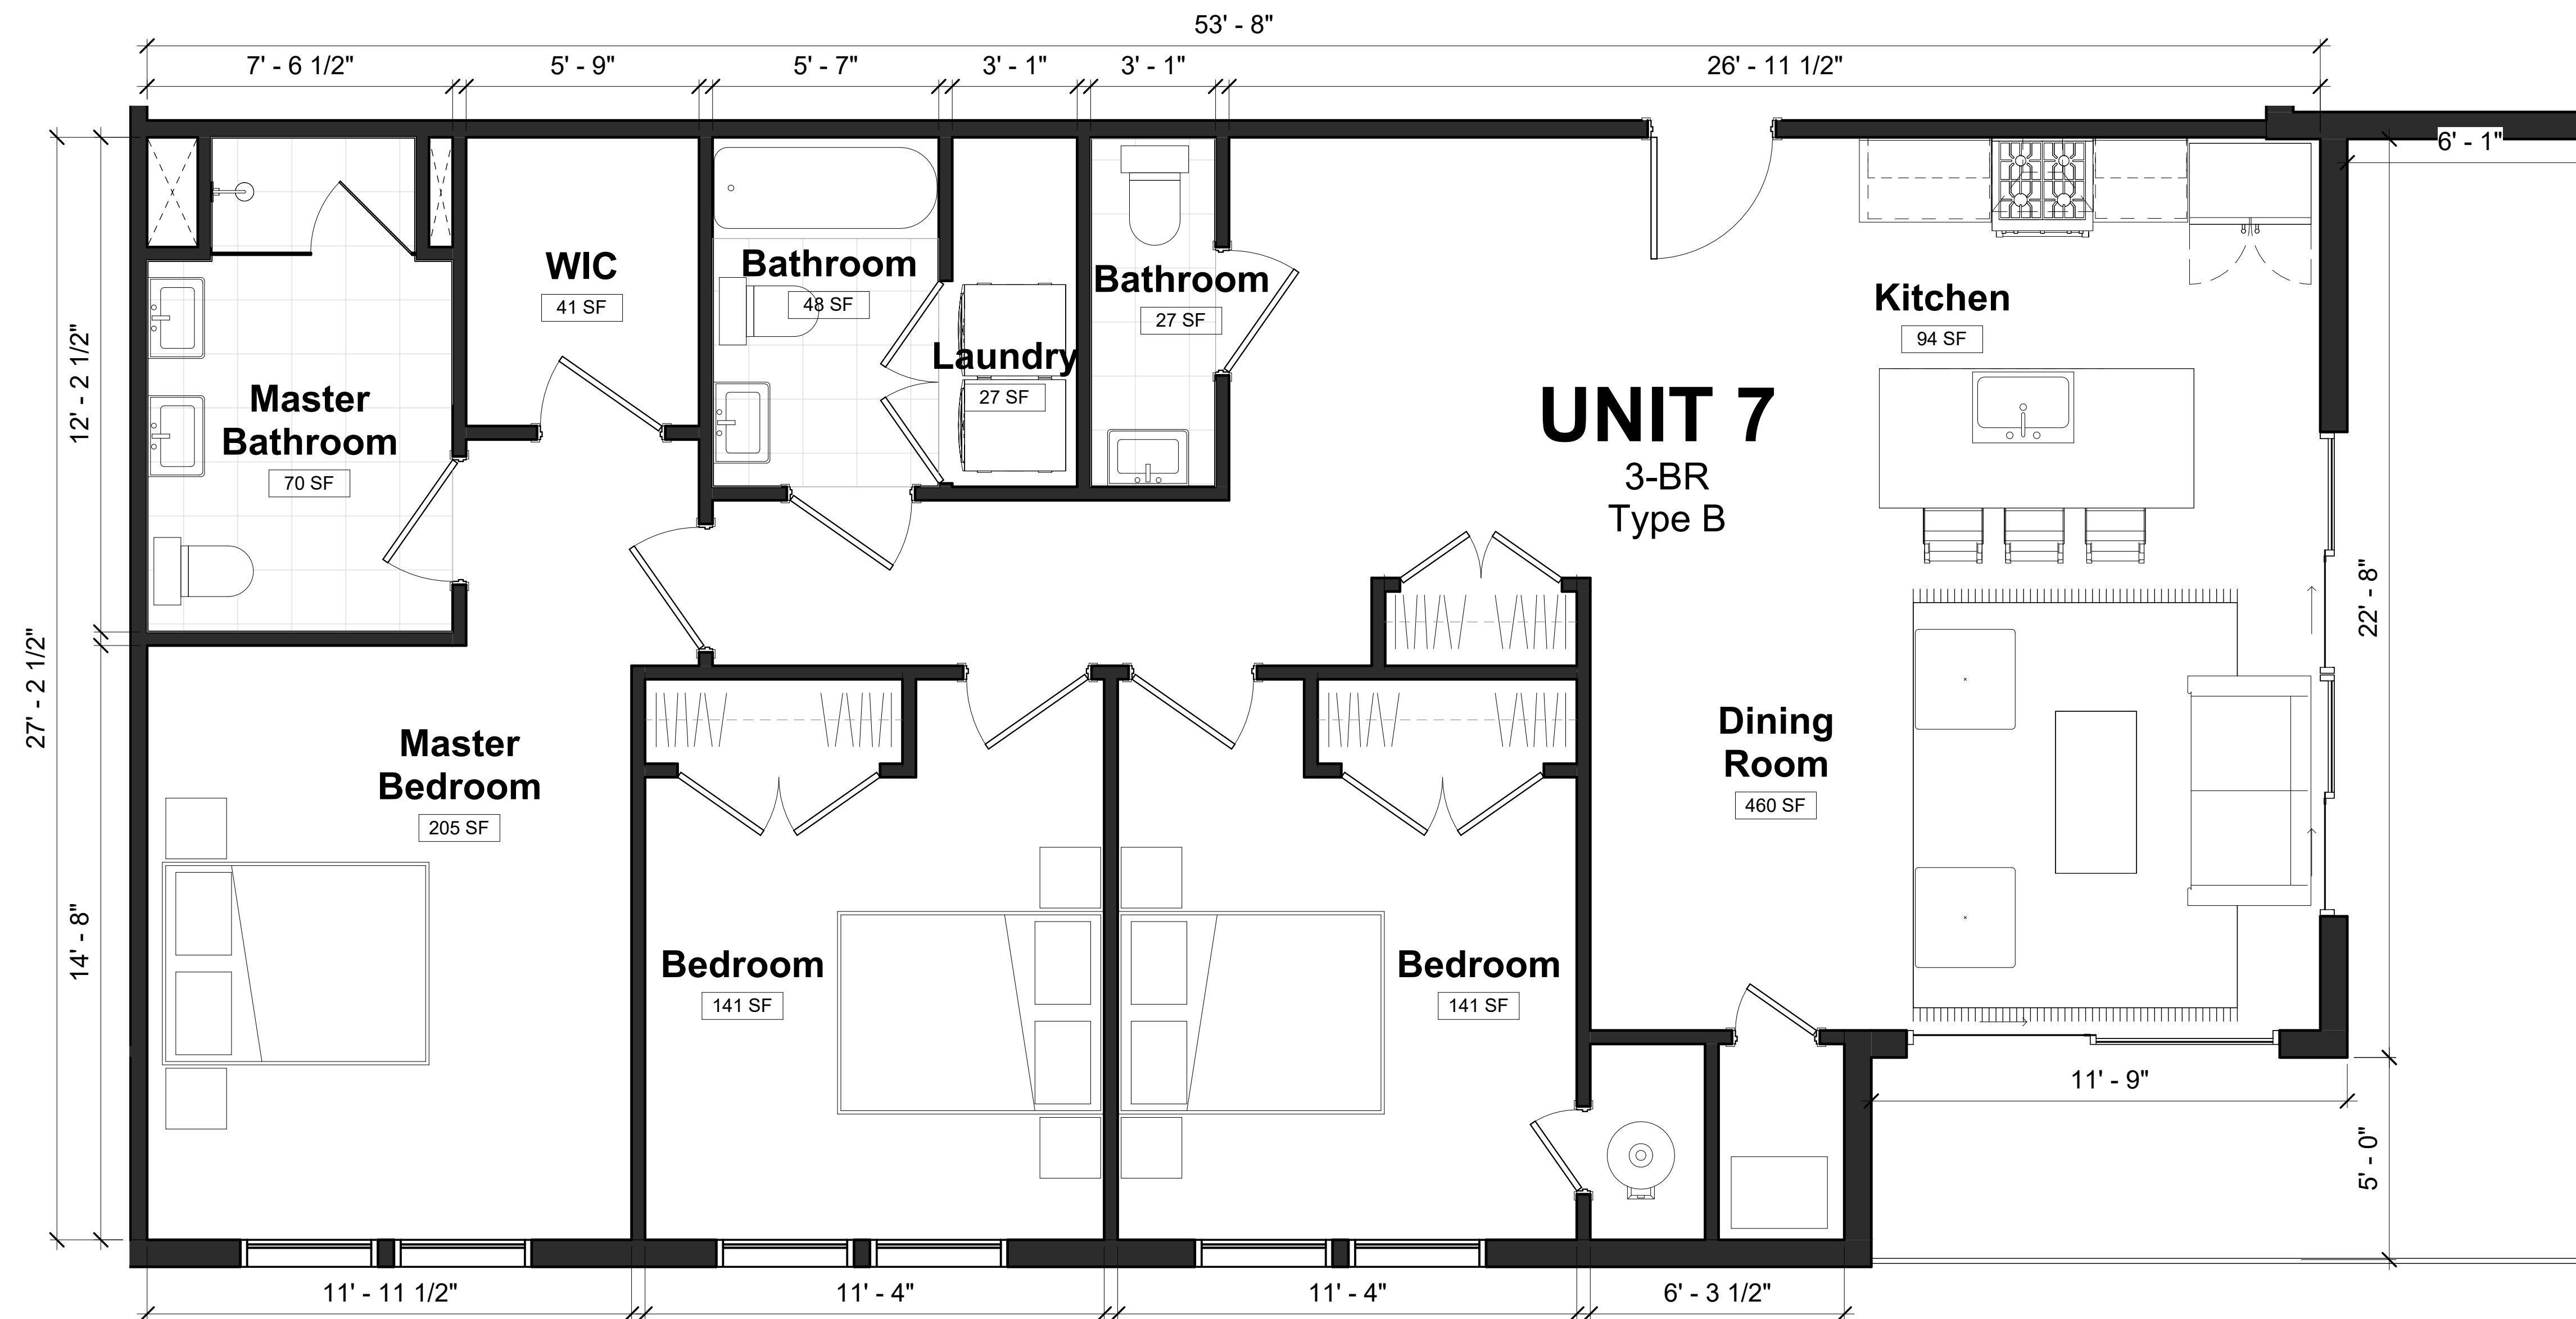 53' - 8"
7' - 6 1/2"
5' - 9"
5' - 7"
3' - 1"
3' - 1"
26' - 11 1/2"
6' - 1"
WIC
41 SF
Bathroom
48 SF
Bathroom
27 SF
Laundry
27 SF
Kitchen
94 SF
Master
Bathroom
70 SF
UNIT 7
3-BR
Type B
12' - 2 1/2"
27' - 2 1/2"
14' - 8"
22' - 8"
Master
Bedroom
205 SF
Dining
Room
460 SF
Bedroom
141 SF
Bedroom
141 SF
11' - 9"
5' - 0"
11' - 11 1/2"
11' - 4"
11' - 4"
6' - 3 1/2"